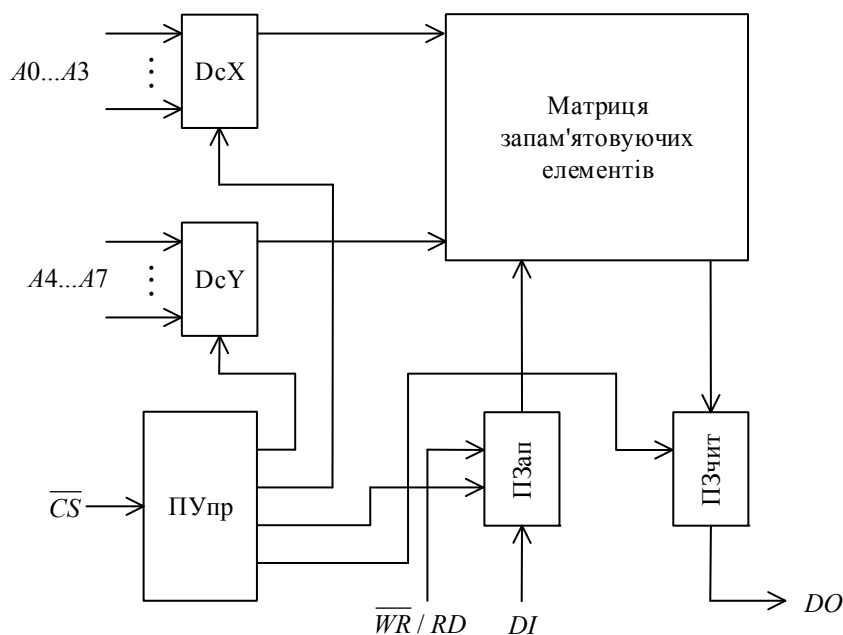 A0...A3
DcX
Матриця
запам'ятовуючих
елементів
A4...A7
DcY
CS
ПУпр
ПЗап
ПЗчит
WR / RD
DI
DO